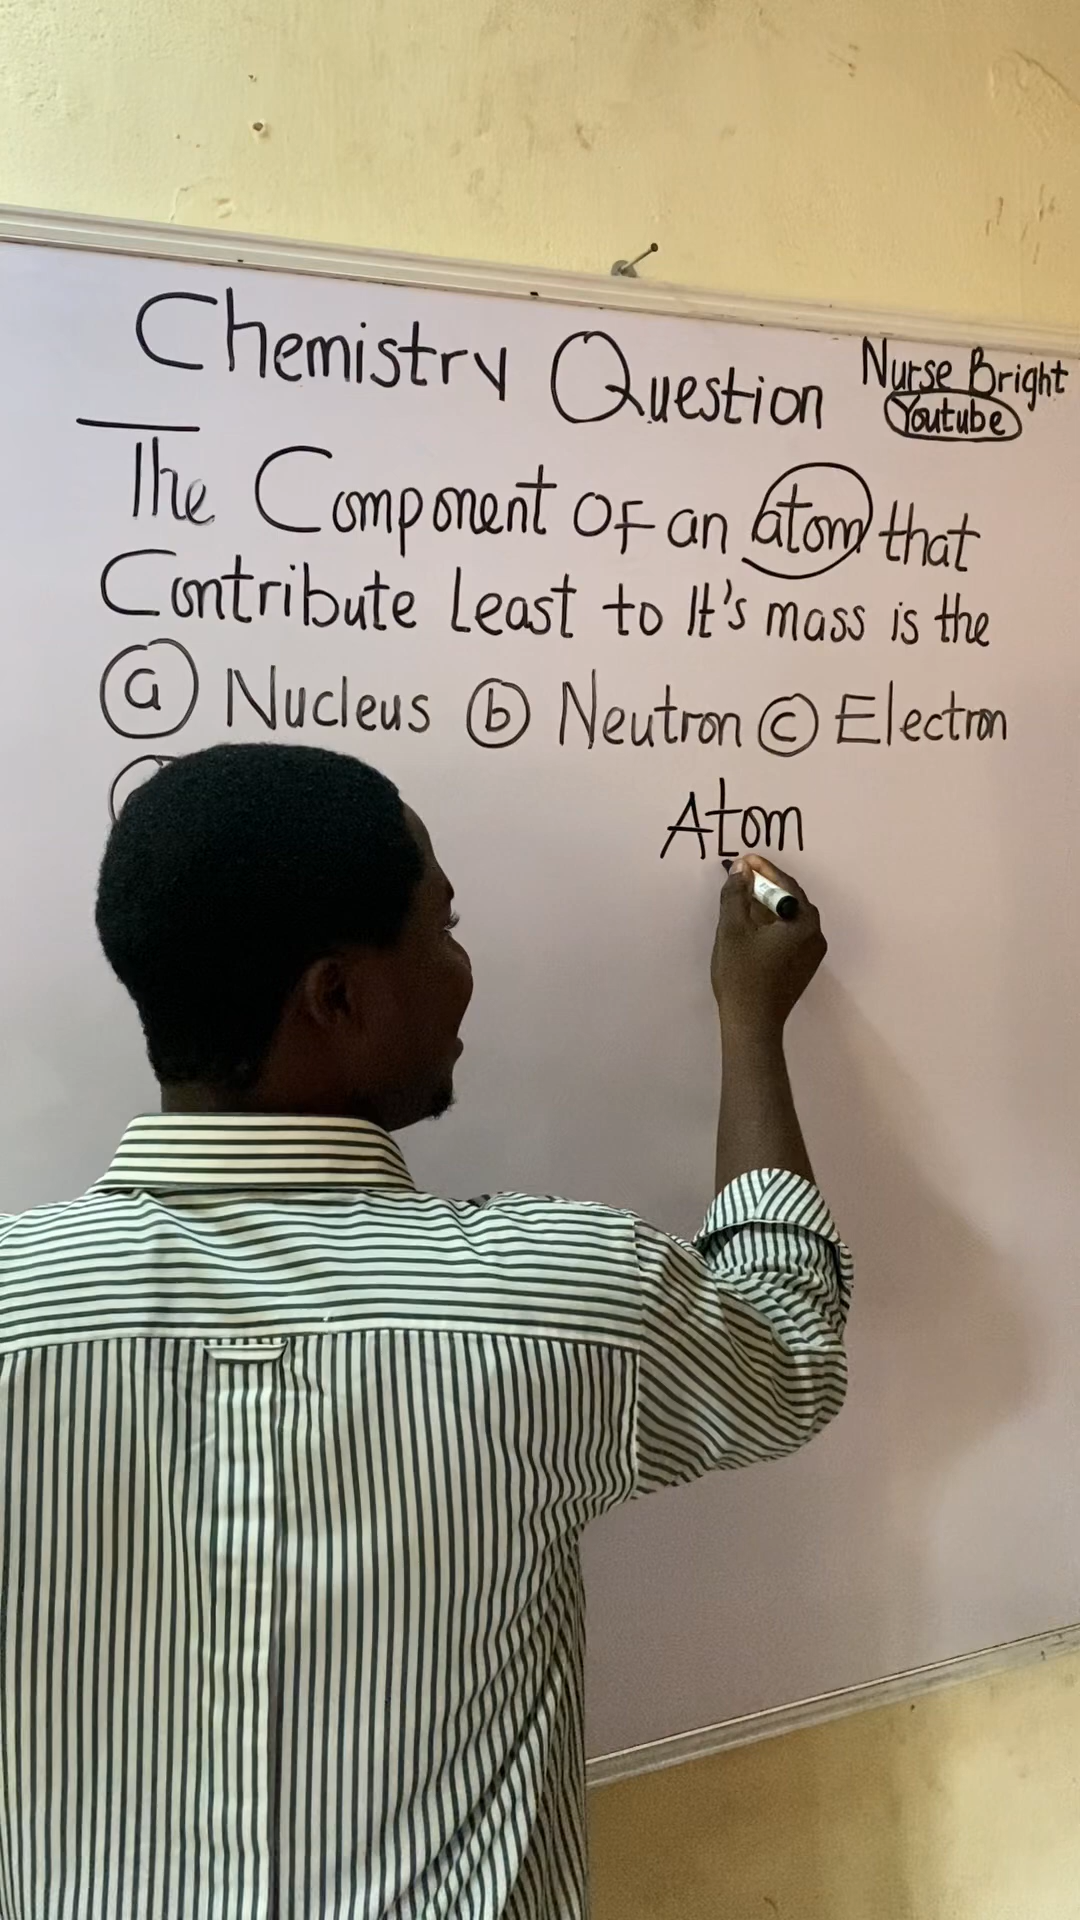 Chemistry Question
Nurse Bright
Youtube
The Component OF an atom that
Contribute Least to It's mass is the
(a) Nucleus (b) Neutron (c) Electron
Atom